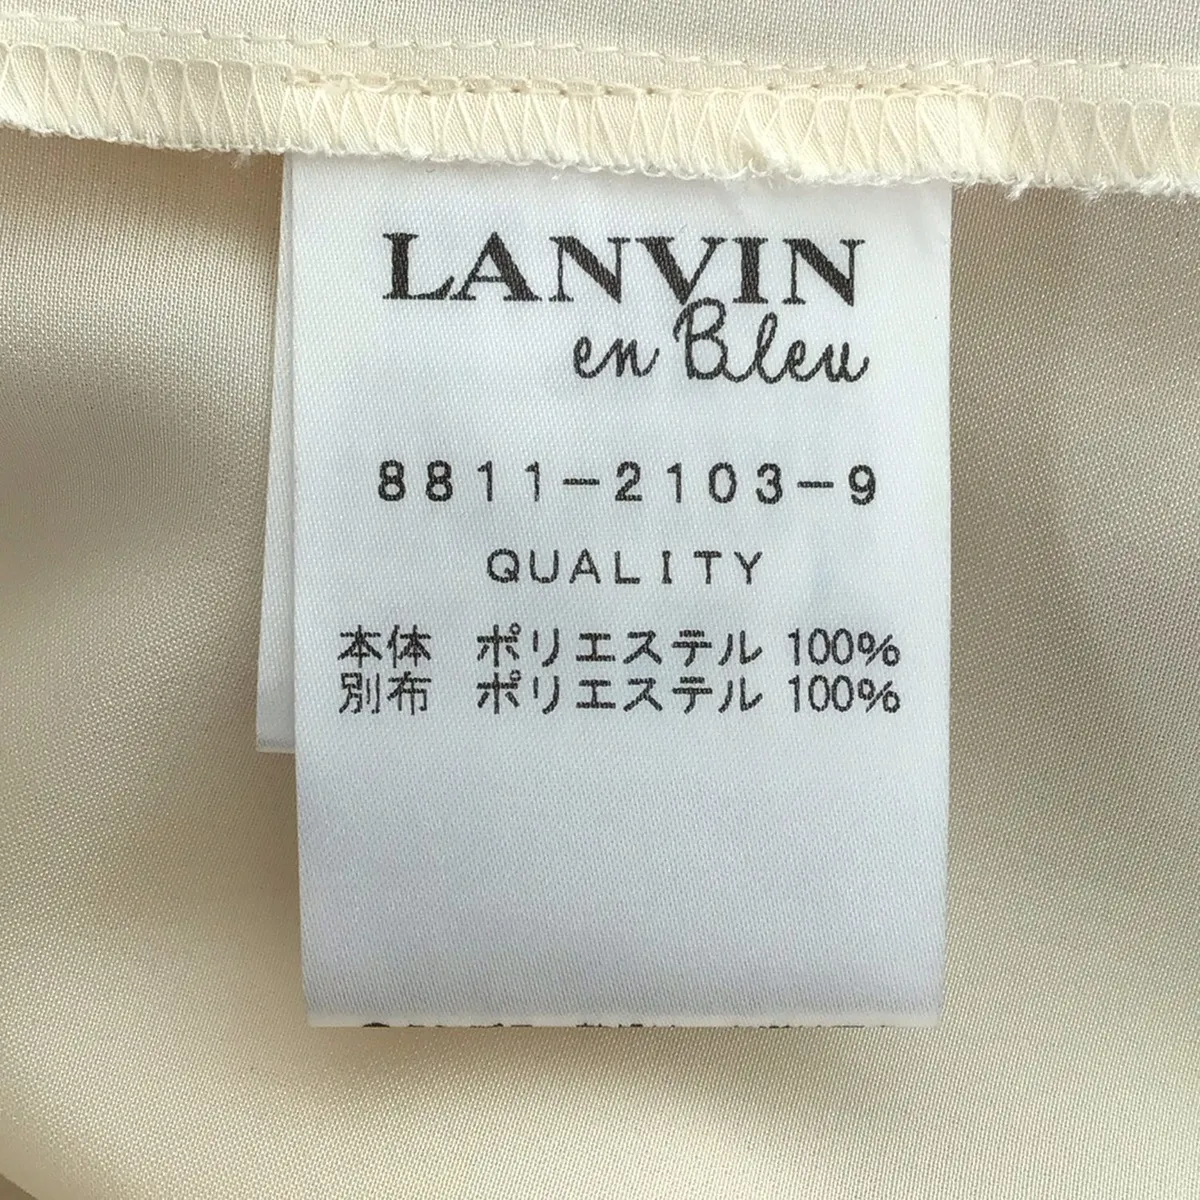 LANVIN
en Bleu
8811-2103-9
QUALITY
本体 ポリエステル 100%
別布 ポリエステル 100%